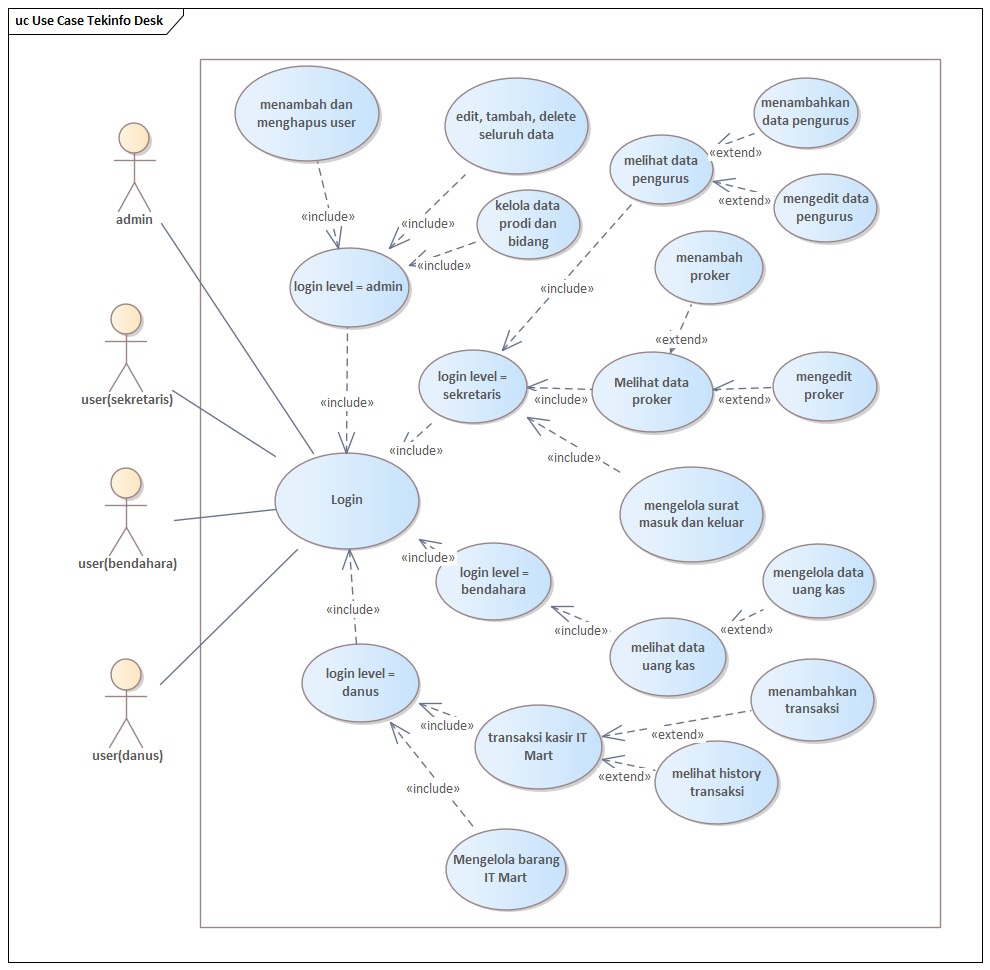 uc Use Case Tekinfo Desk
menambah dan
menghapus user
edit, tambah, delete
seluruh data
menambahkan
data pengurus
«extend»
melihat data
pengurus
«extend»
mengedit data
pengurus
admin
«include»
«include»
kelola data
prodi dan
bidang
«include»
menambah
proker
login level = admin
«include»
«extend»
user(sekretaris)
«include»
login level =
sekretaris
«include»
Melihat data
proker
«extend»
mengedit
proker
«include»
«include»
Login
mengelola surat
masuk dan keluar
user(bendahara)
«include»
login level =
bendahara
mengelola data
uang kas
«include»
«include»
«extend»
melihat data
uang kas
login level =
danus
menambahkan
transaksi
user(danus)
«include»
transaksi kasir IT
Mart
«extend»
«extend»
melihat history
transaksi
«include»
Mengelola barang
IT Mart